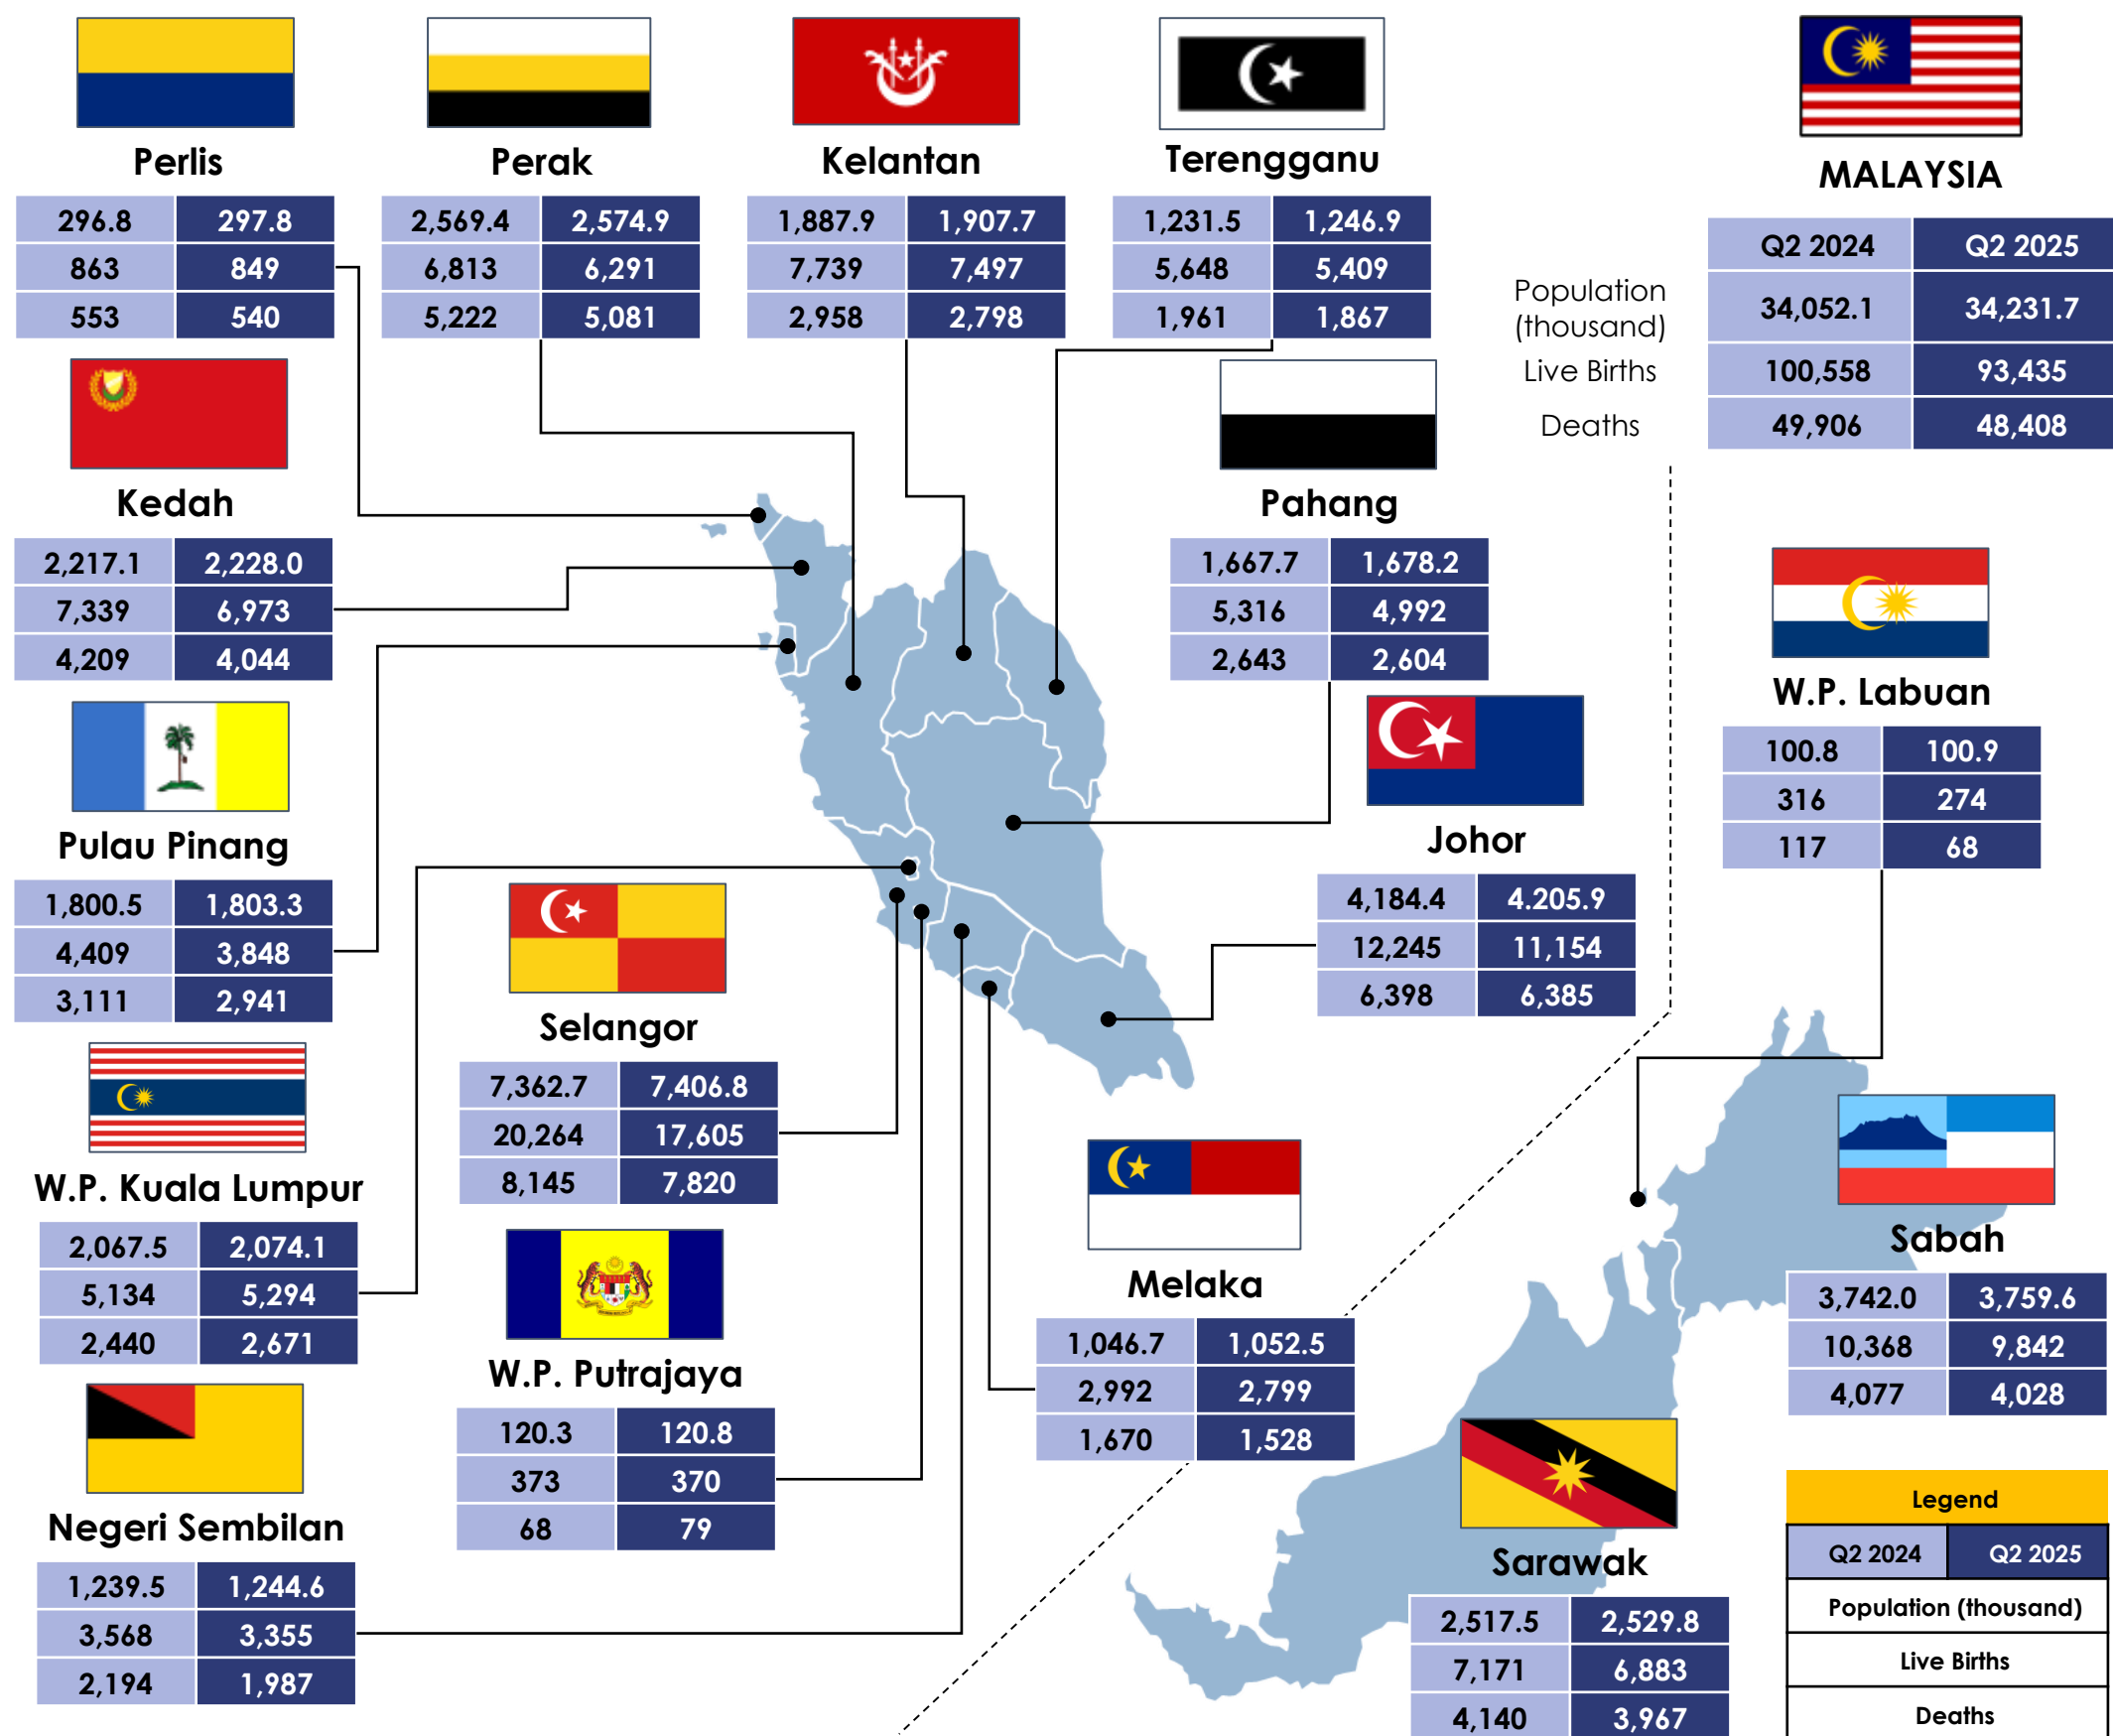 Perlis
296.8 297.8
863 849
553 540
Perak
2,569.4 2,574.9
6,813 6,291
5,222 5,081
Kelantan
1,887.9 1,907.7
7,739 7,497
2,958 2,798
Terengganu
1,231.5 1,246.9
5,648 5,409
1,961 1,867
MALAYSIA
Q2 2024 Q2 2025
Population
(thousand)
34,052.1 34,231.7
Live Births
100,558 93,435
Deaths
49,906 48,408
Kedah
2,217.1 2,228.0
7,339 6,973
4,209 4,044
Pahang
1,667.7 1,678.2
5,316 4,992
2,643 2,604
W.P. Labuan
100.8 100.9
316 274
117 68
Pulau Pinang
1,800.5 1,803.3
4,409 3,848
3,111 2,941
Johor
4,184.4 4.205.9
12,245 11,154
6,398 6,385
Selangor
7,362.7 7,406.8
20,264 17,605
8,145 7,820
W.P. Kuala Lumpur
2,067.5 2,074.1
5,134 5,294
2,440 2,671
W.P. Putrajaya
120.3 120.8
373 370
68 79
Melaka
1,046.7 1,052.5
2,992 2,799
1,670 1,528
Sabah
3,742.0 3,759.6
10,368 9,842
4,077 4,028
Negeri Sembilan
1,239.5 1,244.6
3,568 3,355
2,194 1,987
Sarawak
2,517.5 2,529.8
7,171 6,883
4,140 3,967
Legend
Q2 2024 Q2 2025
Population (thousand)
Live Births
Deaths